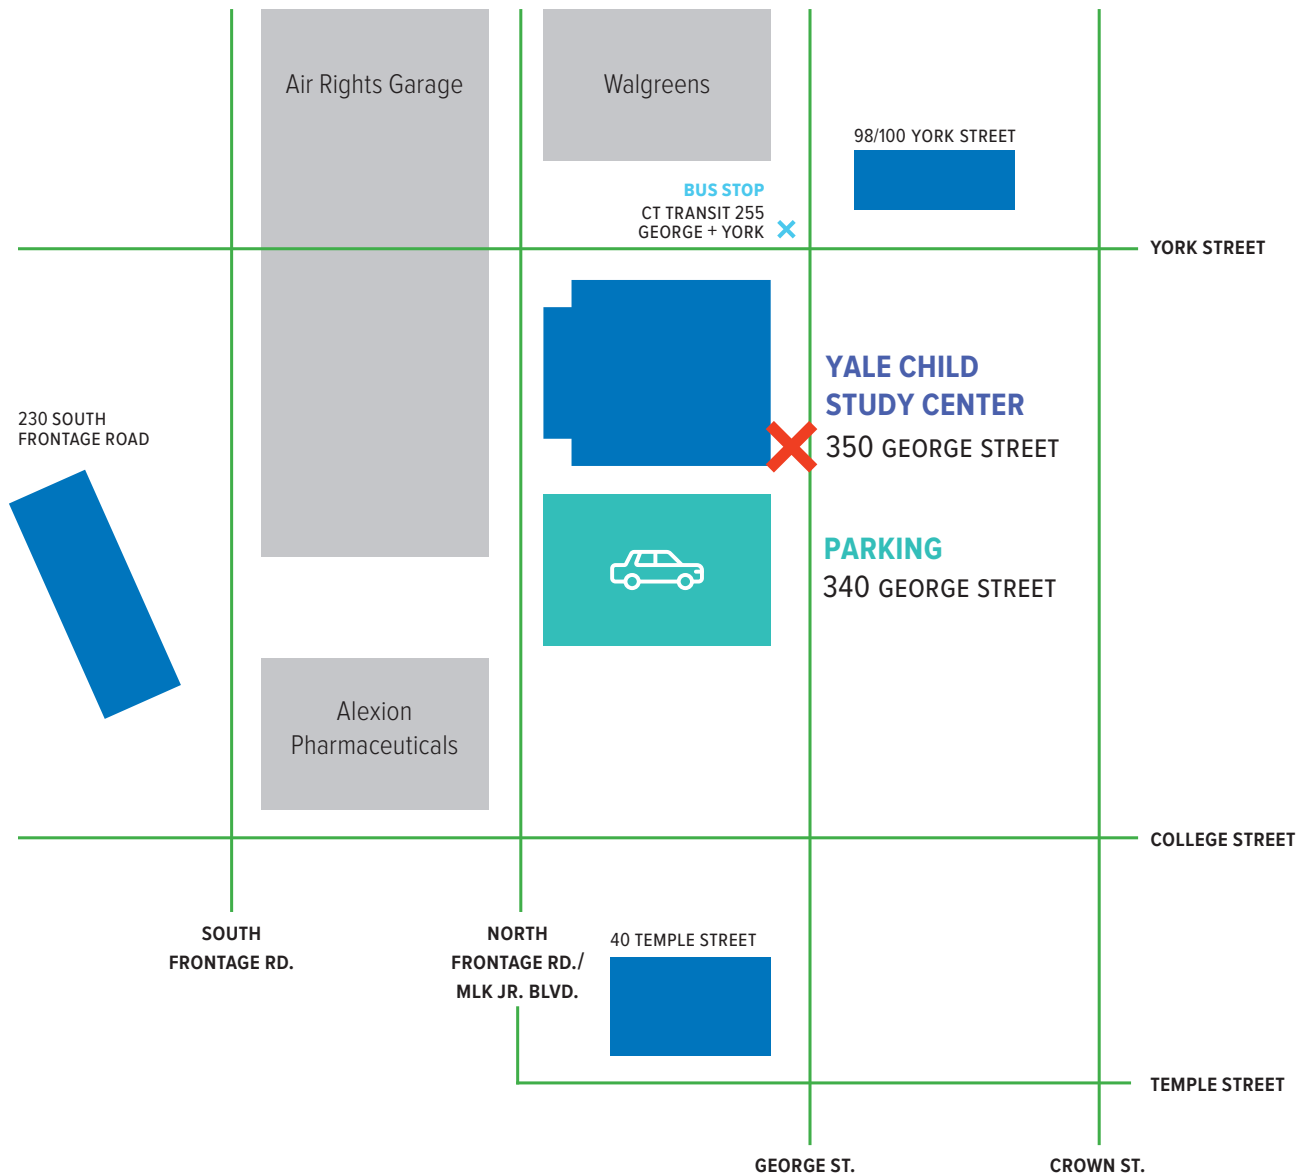 Air Rights Garage
Walgreens
98/100 YORK STREET
BUS STOP
CT TRANSIT 255
GEORGE + YORK
YORK STREET
YALE CHILD
STUDY CENTER
350 GEORGE STREET
230 SOUTH
FRONTAGE ROAD
PARKING
340 GEORGE STREET
Alexion
Pharmaceuticals
COLLEGE STREET
SOUTH
FRONTAGE RD.
NORTH
FRONTAGE RD./
MLK JR. BLVD.
40 TEMPLE STREET
TEMPLE STREET
GEORGE ST.
CROWN ST.